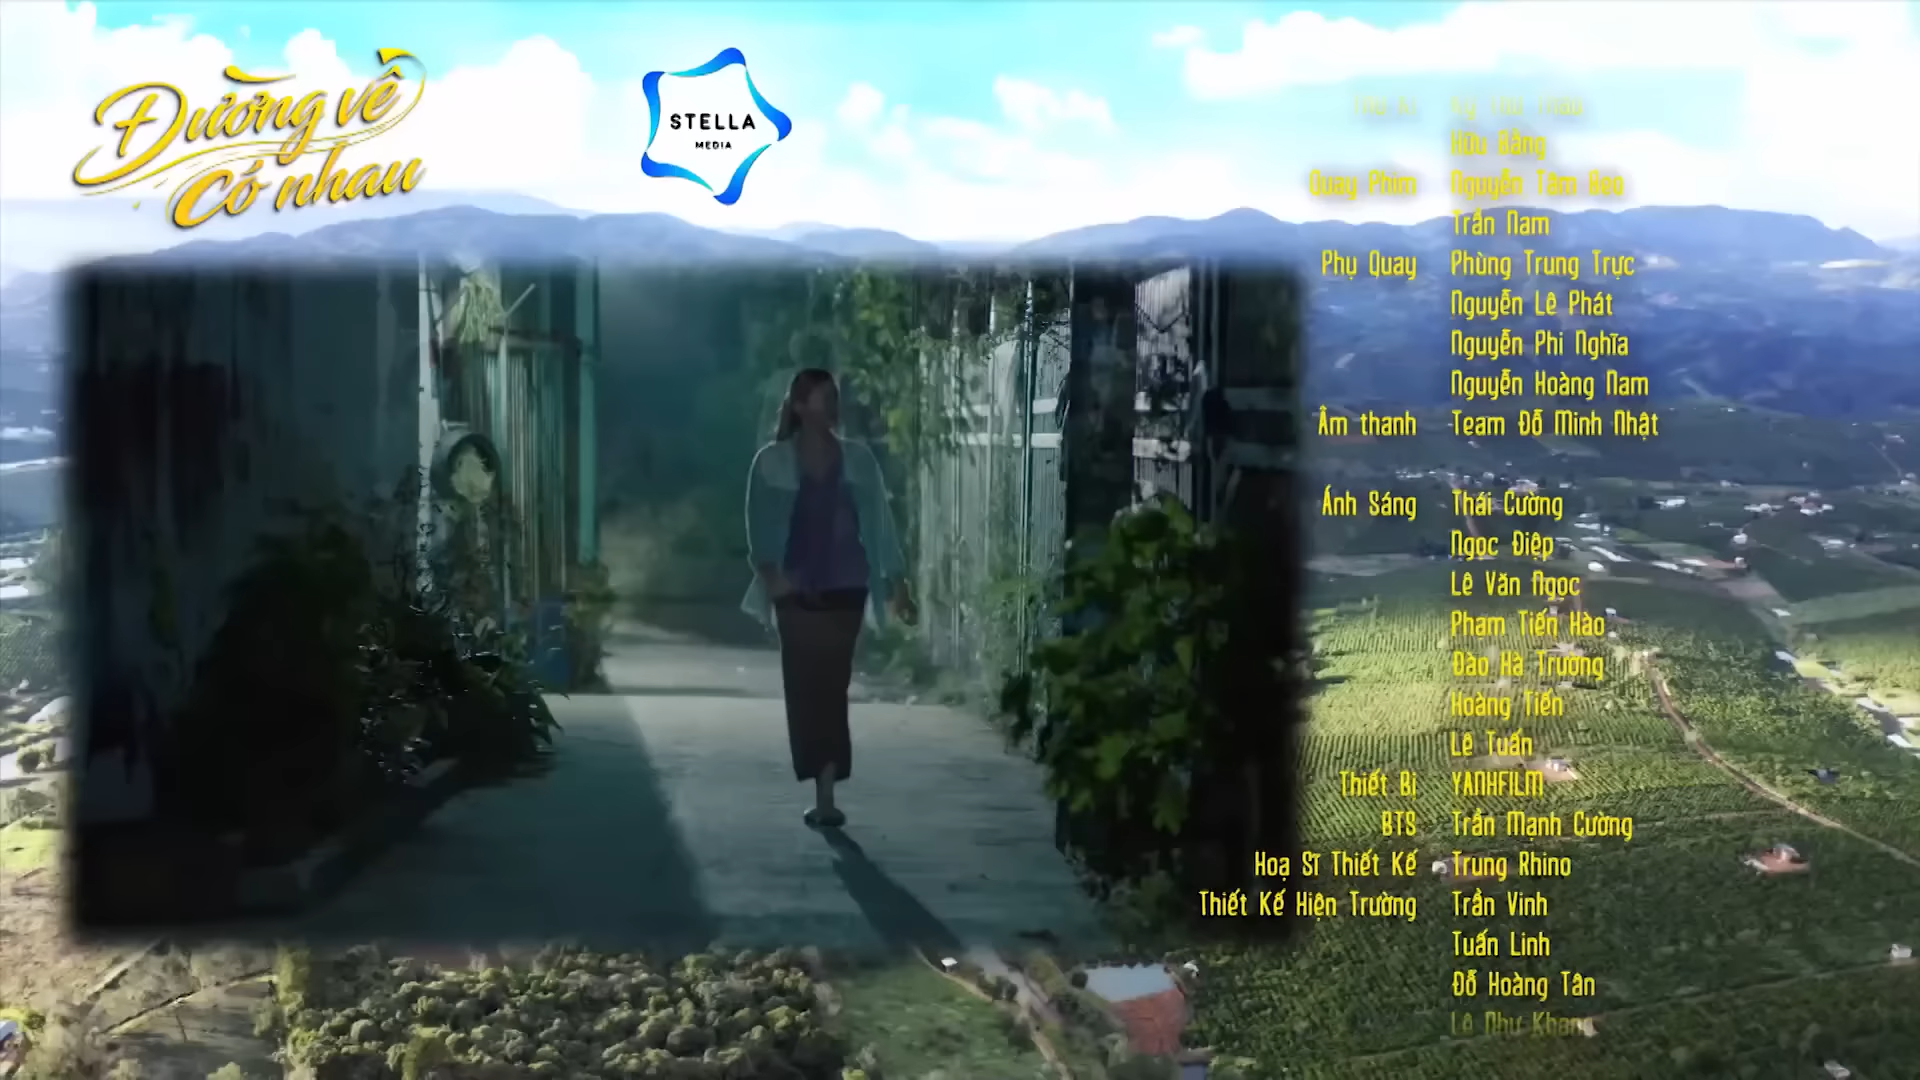 Đường về
có nhau
STELLA
MEDIA
Hữu Bằng
Quay Phim Nguyễn Tâm Beo
Trần Nam
Phụ Quay Phùng Trung Trực
Nguyễn Lê Phát
Nguyễn Phi Nghĩa
Nguyễn Hoàng Nam
Âm thanh Team Đỗ Minh Nhật
Ánh Sáng Thái Cường
Ngọc Điệp
Lê Văn Ngọc
Phạm Tiến Hào
Đào Hà Trường
Hoàng Tiến
Lê Tuấn
Thiết Bị YANHFILM
BTS Trần Mạnh Cường
Hoạ Sĩ Thiết Kế Trung Rhino
Thiết Kế Hiện Trường Trần Vinh
Tuấn Linh
Đỗ Hoàng Tân
Lê Như Khang